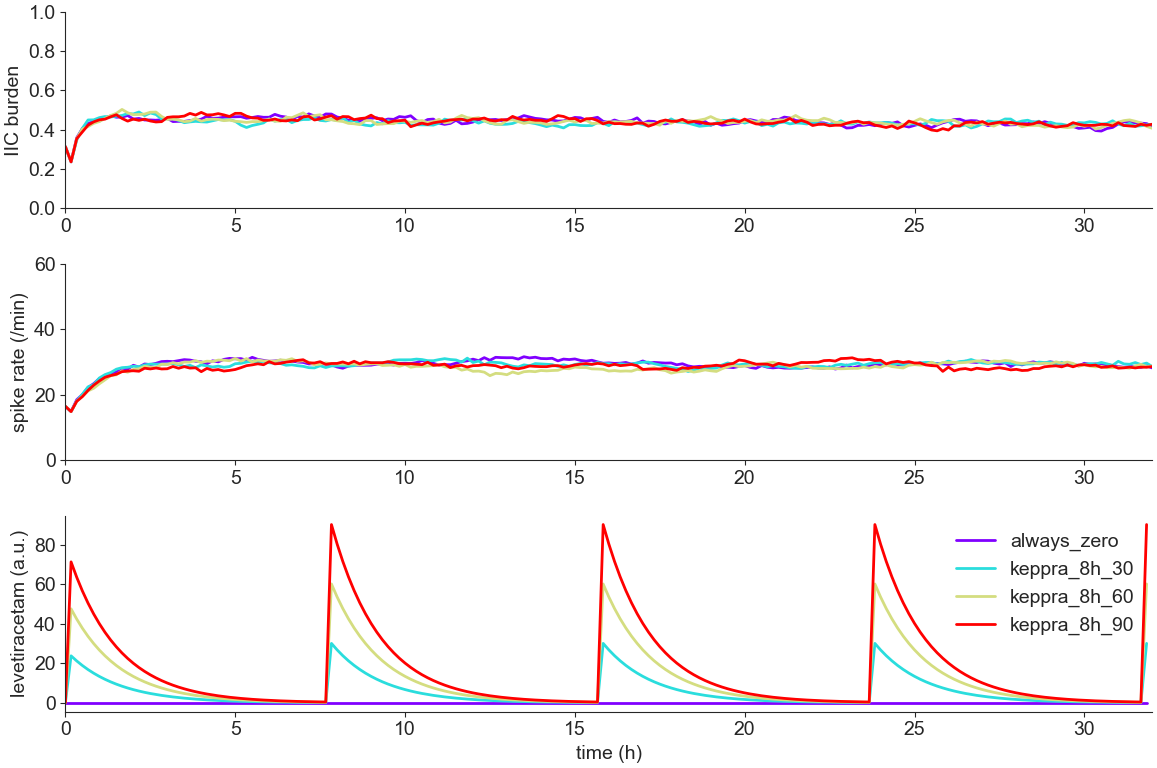 IIC burden
1.0
0.8
0.6
0.4
0.2
0.0
0 5 10 15 20 25 30
spike rate (/min)
60
40
20
0
0 5 10 15 20 25 30
levetiracetam (a.u.)
80
60
40
20
0
always_zero
keppra_8h_30
keppra_8h_60
keppra_8h_90
0 5 10 15 20 25 30
time (h)